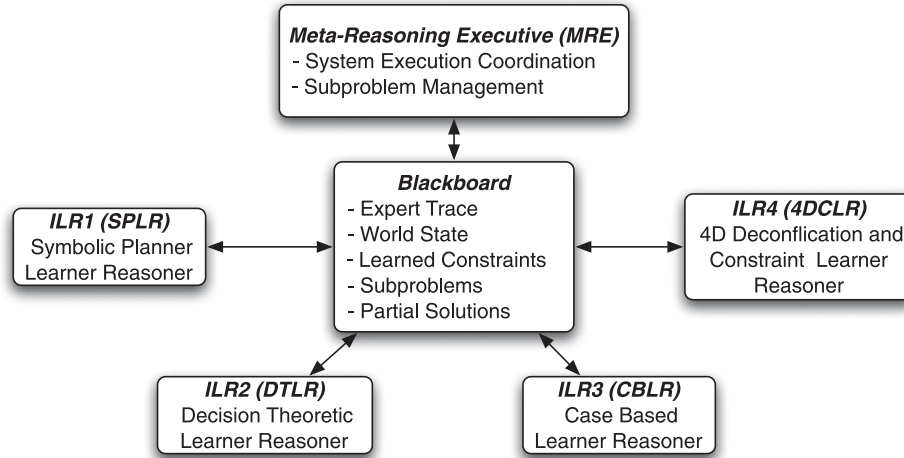 Meta-Reasoning Executive (MRE)
- System Execution Coordination
- Subproblem Management
Blackboard
- Expert Trace
- World State
- Learned Constraints
- Subproblems
- Partial Solutions
ILR1 (SPLR)
Symbolic Planner
Learner Reasoner
ILR4 (4DCLR)
4D Deconflication and
Constraint Learner
Reasoner
ILR2 (DTLR)
Decision Theoretic
Learner Reasoner
ILR3 (CBLR)
Case Based
Learner Reasoner